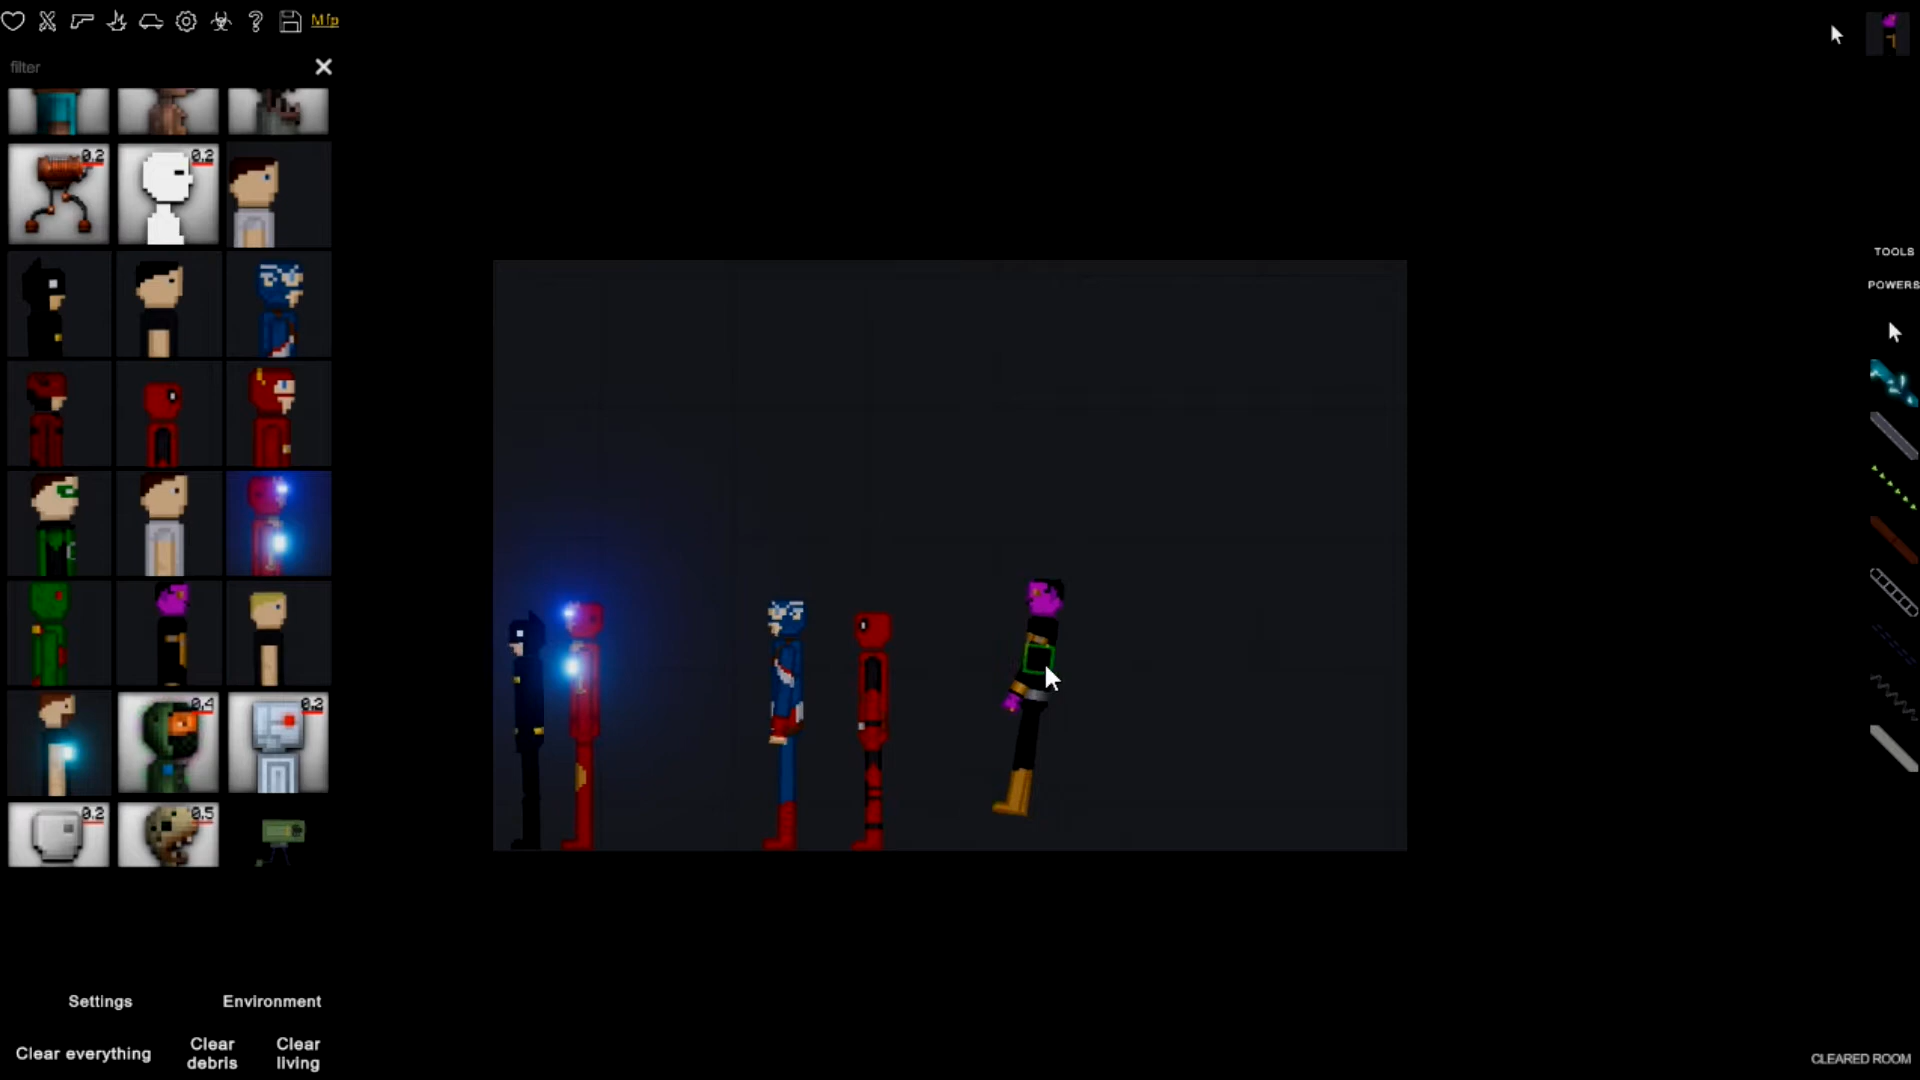 Mfp
filter
0.2
0.2
0.4
0.2
0.2
0.5
TOOLS
POWERS
Settings
Environment
Clear everything
Clear
debris
Clear
living
CLEARED ROOM